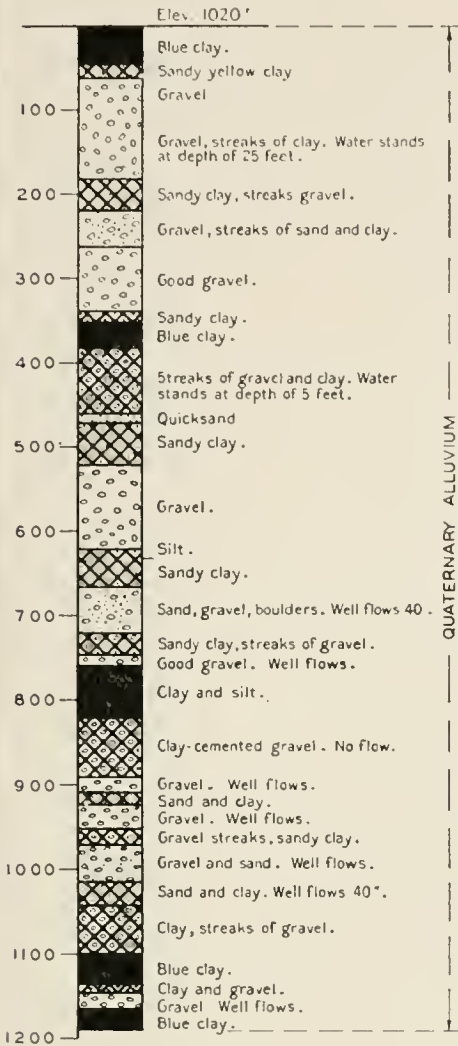 Elev. 1020'
Blue clay.
Sandy yellow clay
Gravel
100
Gravel, streaks of clay. Water stands
at depth of 25 feet.
200
Sandy clay, streaks gravel.
Gravel, streaks of sand and clay.
300
Good gravel.
Sandy clay.
Blue clay.
400
Streaks of gravel and clay. Water
stands at depth of 5 feet.
Quicksand
500
Sandy clay.
Gravel.
600
Silt.
Sandy clay.
700
Sand, gravel, boulders. Well flows 40.
Sandy clay, streaks of gravel.
Good gravel. Well flows.
800
Clay and silt.
Clay-cemented gravel. No flow.
900
Gravel. Well flows.
Sand and clay.
Gravel. Well flows.
Gravel streaks, sandy clay.
1000
Gravel and sand. Well flows.
Sand and clay. Well flows 40".
Clay, streaks of gravel.
1100
Blue clay.
Clay and gravel.
Gravel Well flows.
Blue clay.
1200
QUATERNARY ALLUVIUM